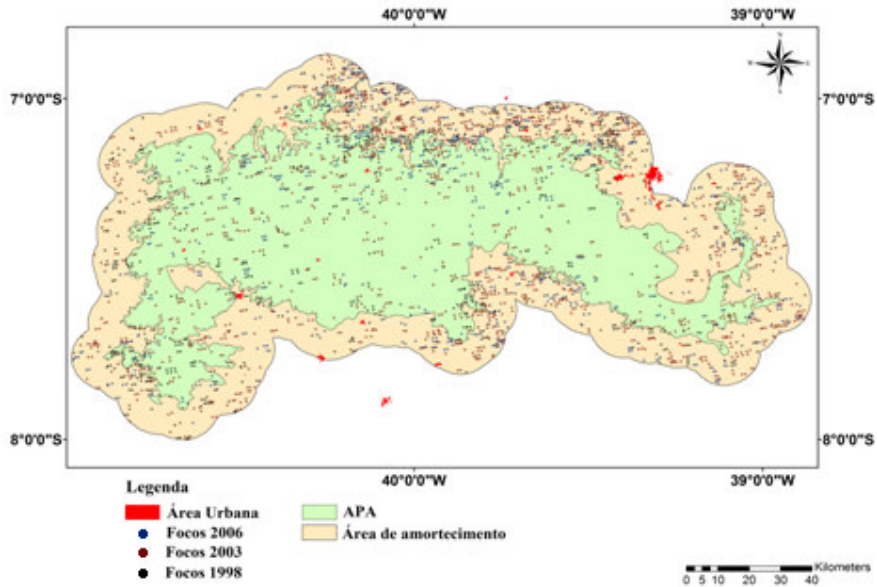 40°0'0"W 39°0'0"W
7°0'0"S 7°0'0"S
8°0'0"S 8°0'0"S
40°0'0"W 39°0'0"W
Legenda
Área Urbana
Focos 2006
Focos 2003
Focos 1998
APA
Área de amortecimento
Kilometers
0 5 10 20 30 40